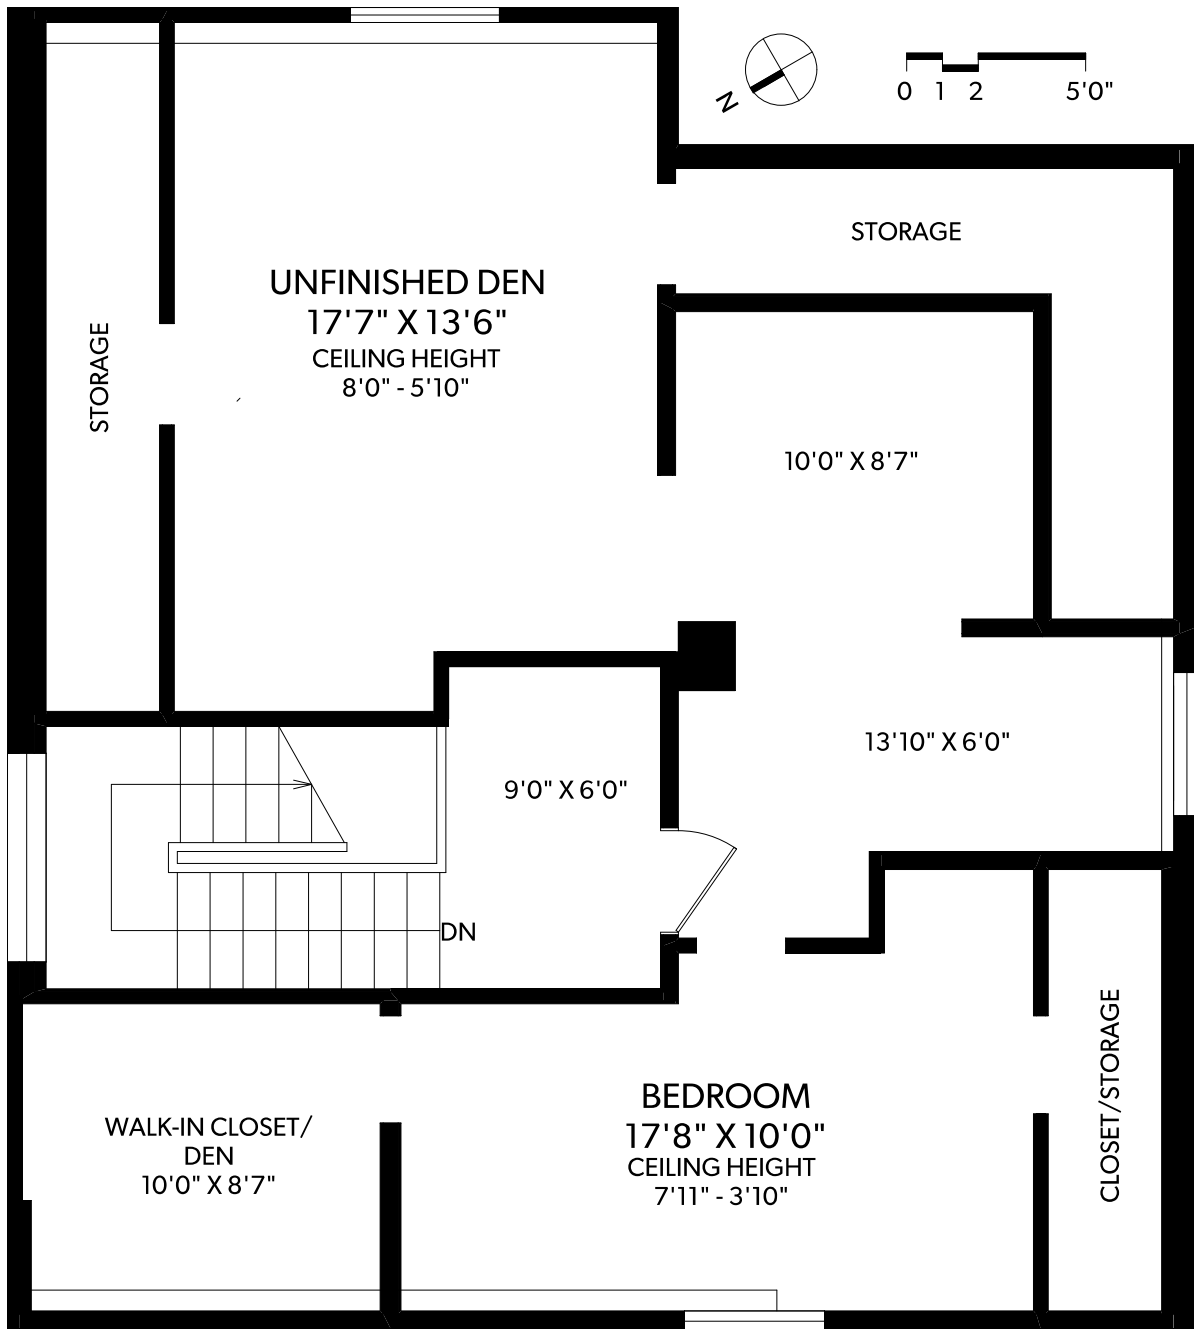 N
0 1 2 5'0"
STORAGE
UNFINISHED DEN
17'7" X 13'6"
CEILING HEIGHT
8'0" - 5'10"
STORAGE
10'0" X 8'7"
13'10" X 6'0"
9'0" X 6'0"
DN
BEDROOM
17'8" X 10'0"
CEILING HEIGHT
7'11" - 3'10"
CLOSET/STORAGE
WALK-IN CLOSET/
DEN
10'0" X 8'7"